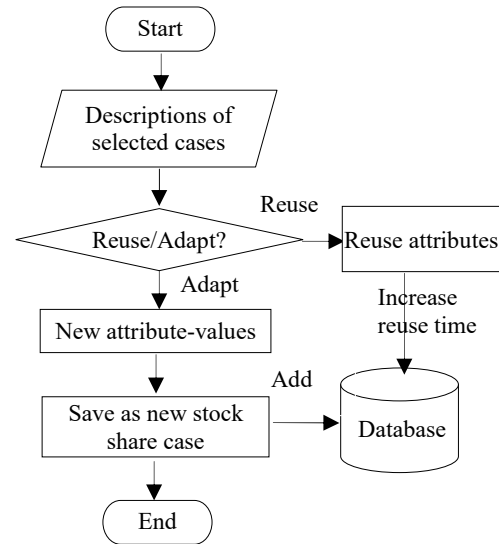 Start
Descriptions of
selected cases
Reuse
Reuse/Adapt?
Reuse attributes
Adapt
Increase
reuse time
New attribute-values
Add
Save as new stock
share case
Database
End